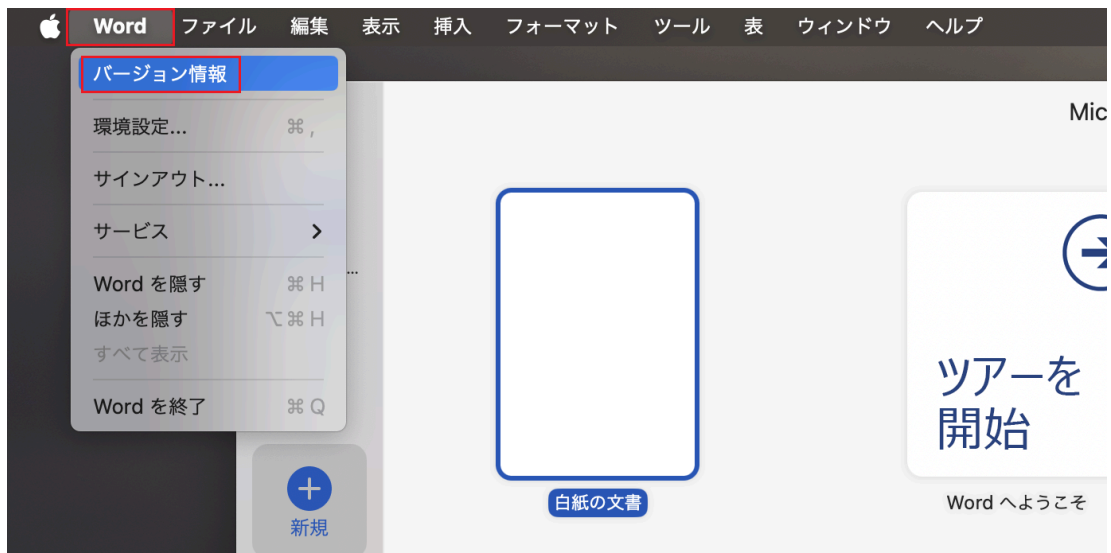 Word ファイル 編集 表示 挿入 フォーマット ツール 表 ウィンドウ ヘルプ
バージョン情報
環境設定... ⌘ ,
サインアウト...
サービス
Word を隠す ⌘ H
ほかを隠す ⌥ ⌘ H
すべて表示
Word を終了 ⌘ Q
...
新規
白紙の文書
Mic
ツアーを
開始
Word へようこそ